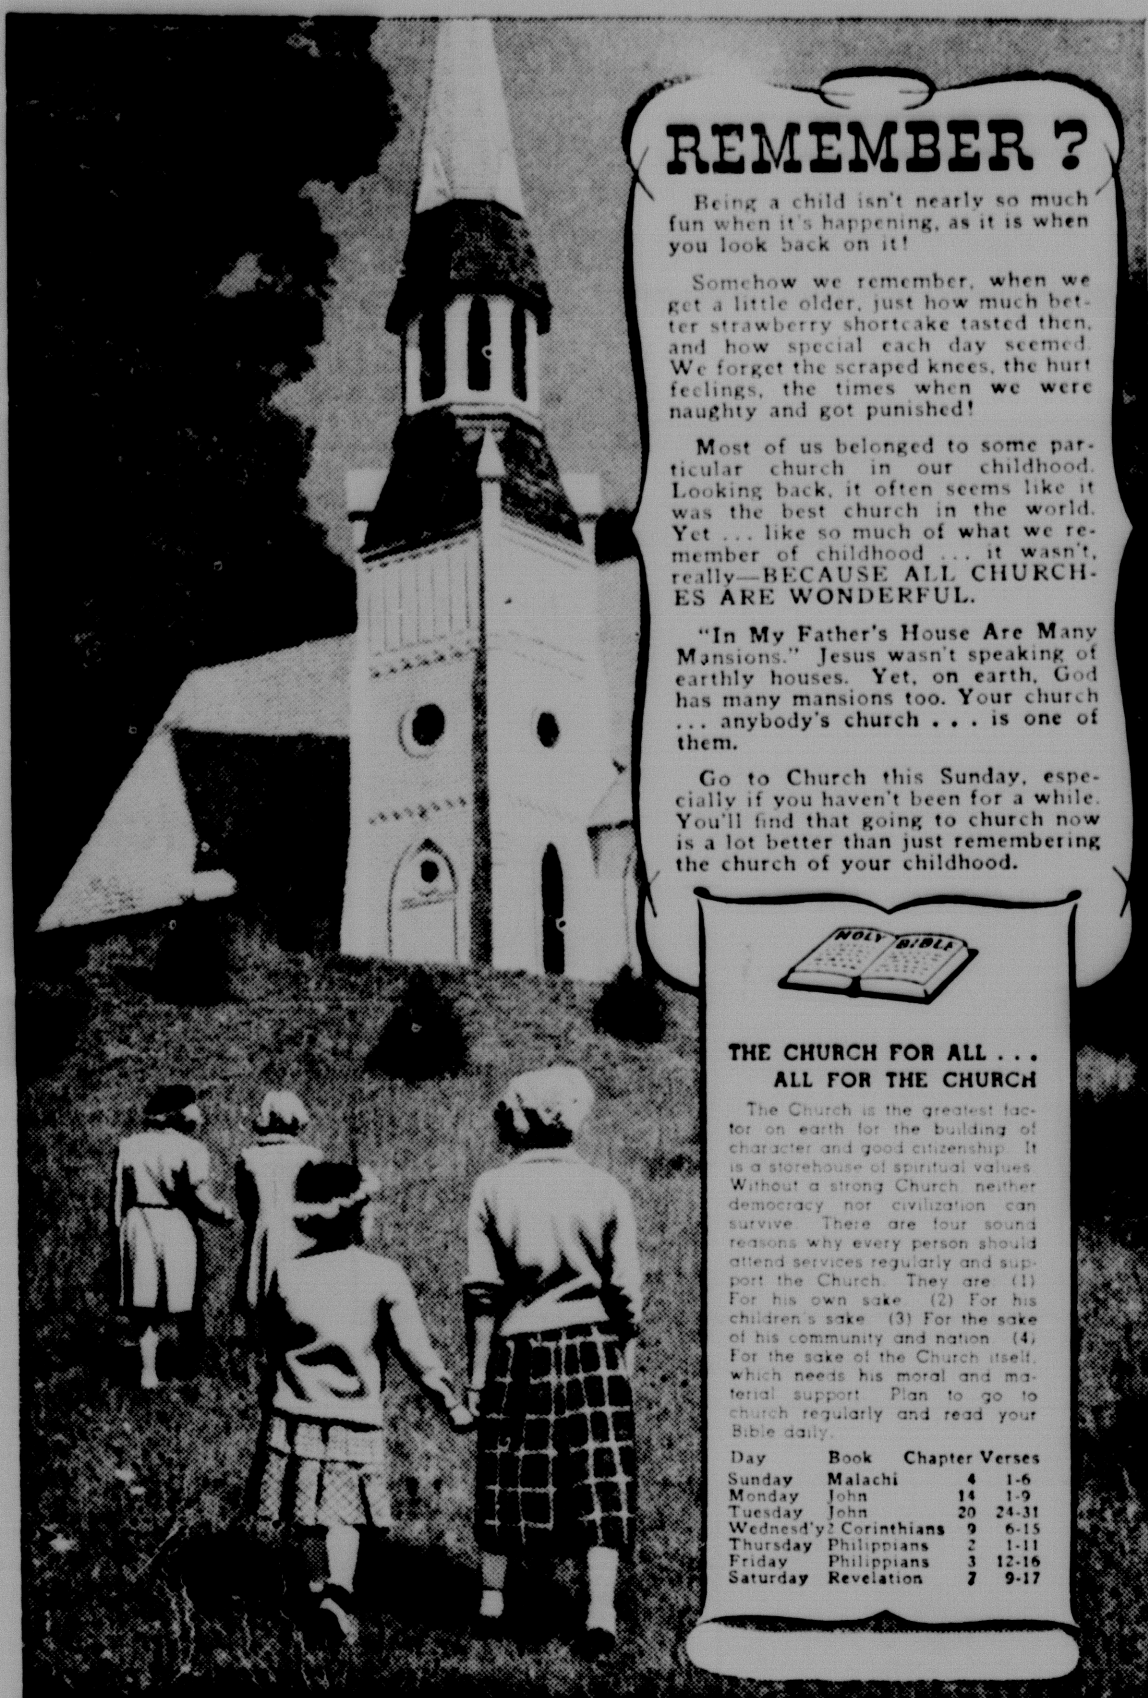 REMEMBER ?
Being a child isn't nearly so much
fun when it's happening, as it is when
you look back on it!
Somehow we remember, when we
get a little older, just how much bet-
ter strawberry shortcake tasted then,
and how special each day seemed.
We forget the scraped knees, the hurt
feelings, the times when we were
naughty and got punished!
Most of us belonged to some par-
ticular church in our childhood.
Looking back, it often seems like it
was the best church in the world.
Yet ... like so much of what we re-
member of childhood ... it wasn't,
really—BECAUSE ALL CHURCH-
ES ARE WONDERFUL.
"In My Father's House Are Many
Mansions." Jesus wasn't speaking of
earthly houses. Yet, on earth, God
has many mansions too. Your church
... anybody's church . . . is one of
them.
Go to Church this Sunday, espe-
cially if you haven't been for a while.
You'll find that going to church now
is a lot better than just remembering
the church of your childhood.
HOLY BIBLE
THE CHURCH FOR ALL . . .
ALL FOR THE CHURCH
The Church is the greatest fac-
tor on earth for the building of
character and good citizenship. It
is a storehouse of spiritual values.
Without a strong Church, neither
democracy nor civilization can
survive. There are four sound
reasons why every person should
attend services regularly and sup-
port the Church. They are: (1)
For his own sake. (2) For his
children's sake. (3) For the sake
of his community and nation. (4)
For the sake of the Church itself,
which needs his moral and ma-
terial support. Plan to go to
church regularly and read your
Bible daily.
Day Book Chapter Verses
Sunday Malachi 4 1-6
Monday John 14 1-9
Tuesday John 20 24-31
Wednesd'y 2 Corinthians 9 6-15
Thursday Philippians 2 1-11
Friday Philippians 3 12-16
Saturday Revelation 7 9-17